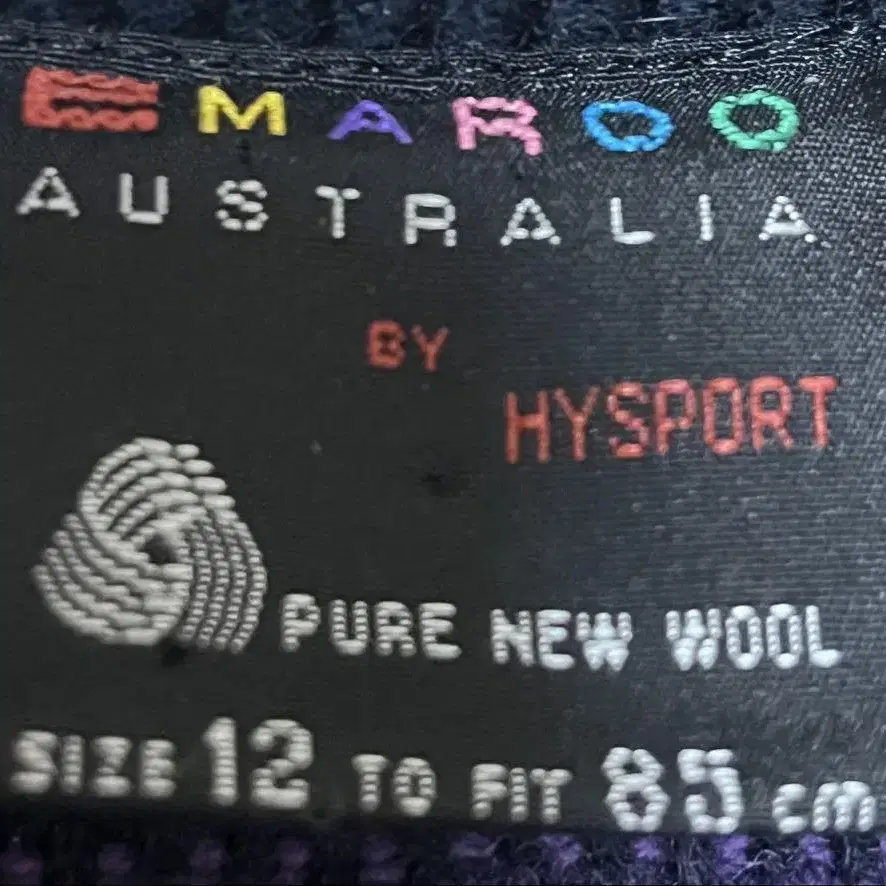 EMAROO
AUSTRALIA
BY
HYSPORT
PURE NEW WOOL
SIZE 12 TO FIT 85 cm